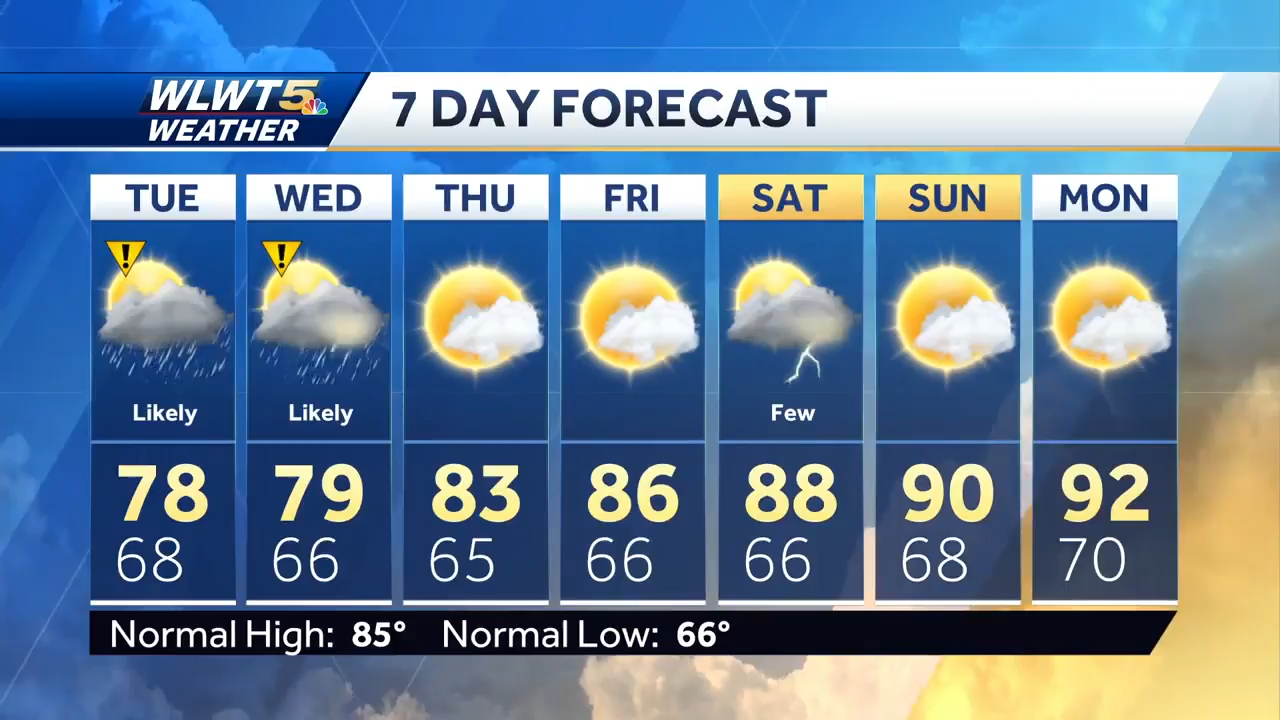 WLWT5
WEATHER
7 DAY FORECAST
TUE WED THU FRI SAT SUN MON
! !
Likely Likely Few
78 79 83 86 88 90 92
68 66 65 66 66 68 70
Normal High: 85° Normal Low: 66°